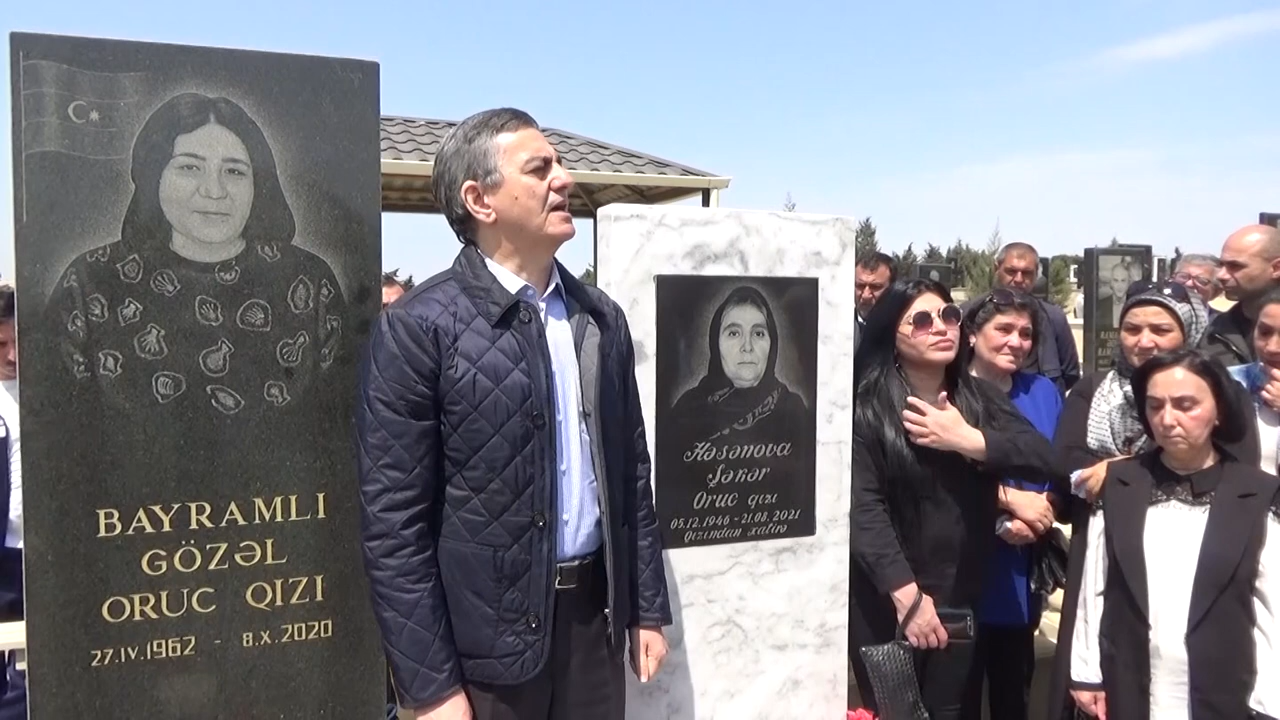 BAYRAMLI
GÖZƏL
ORUC QIZI
27.IV.1962 - 8.X.2020
Həsənova
Şəkər
Oruc qızı
05.12.1946 - 21.08.2021
Qızından xatirə